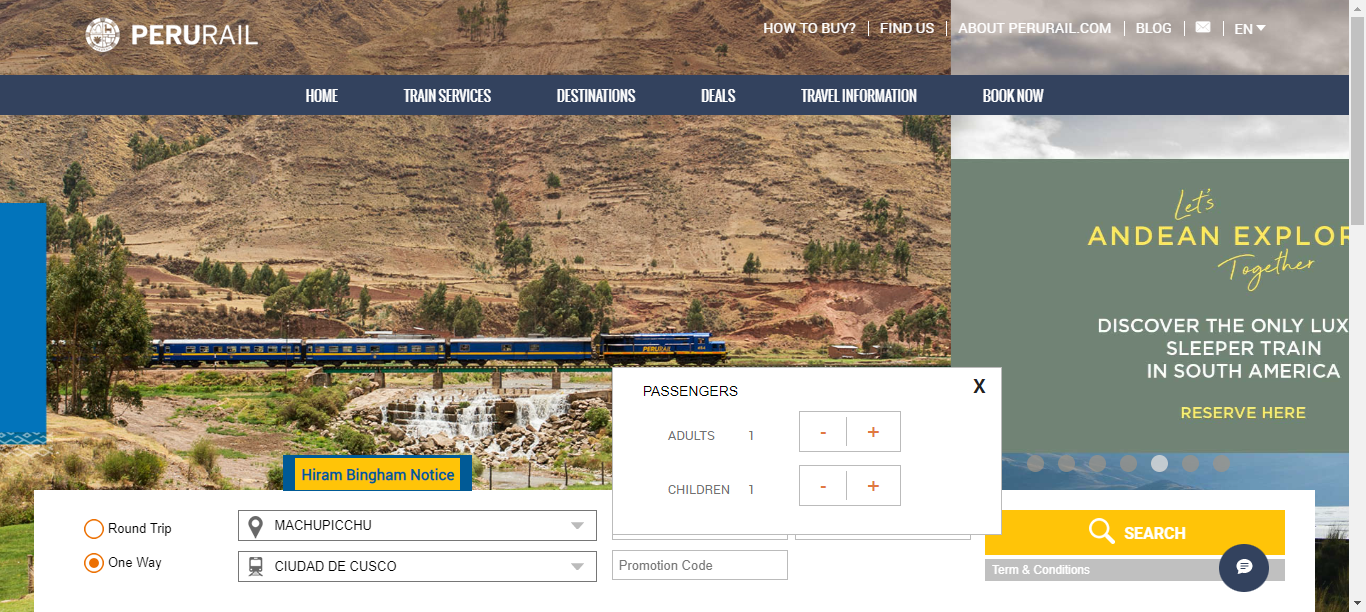 PERURAIL
HOW TO BUY?
FIND US
ABOUT PERURAIL.COM
BLOG
EN
HOME
TRAIN SERVICES
DESTINATIONS
DEALS
TRAVEL INFORMATION
BOOK NOW
Let's
ANDEAN EXPLOR
Together
DISCOVER THE ONLY LUX
SLEEPER TRAIN
IN SOUTH AMERICA
RESERVE HERE
PERURAIL
PASSENGERS
X
ADULTS 1 - +
CHILDREN 1 - +
Hiram Bingham Notice
Round Trip
MACHUPICCHU
SEARCH
One Way
CIUDAD DE CUSCO
Promotion Code
Term & Conditions